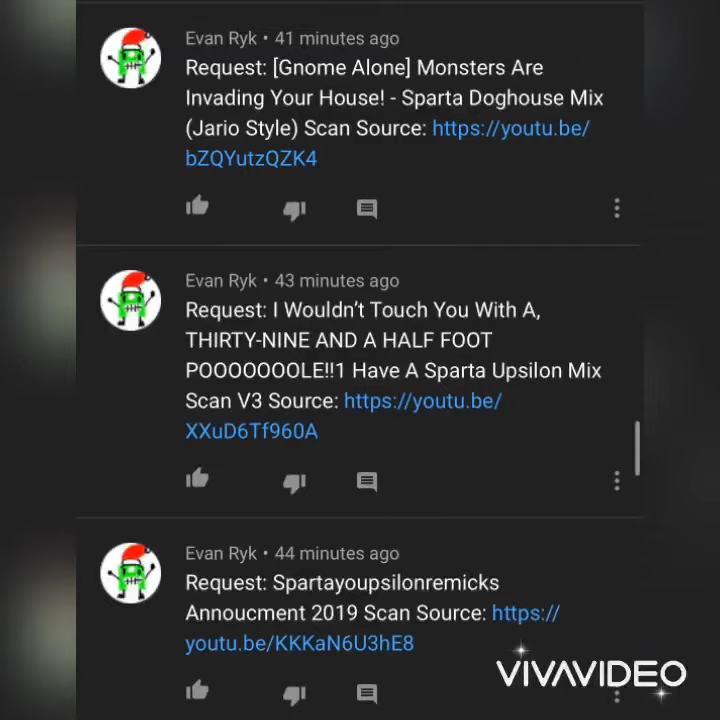 Evan Ryk • 41 minutes ago
Request: [Gnome Alone] Monsters Are
Invading Your House! - Sparta Doghouse Mix
(Jario Style) Scan Source: https://youtu.be/
bZQYutzQZK4
Evan Ryk • 43 minutes ago
Request: I Wouldn't Touch You With A,
THIRTY-NINE AND A HALF FOOT
POOOOOOOLE!!1 Have A Sparta Upsilon Mix
Scan V3 Source: https://youtu.be/
XXuD6Tf960A
Evan Ryk • 44 minutes ago
Request: Spartayoupsilonremicks
Annoucment 2019 Scan Source: https://
youtu.be/KKKaN6U3hE8
VIVAVIDEO